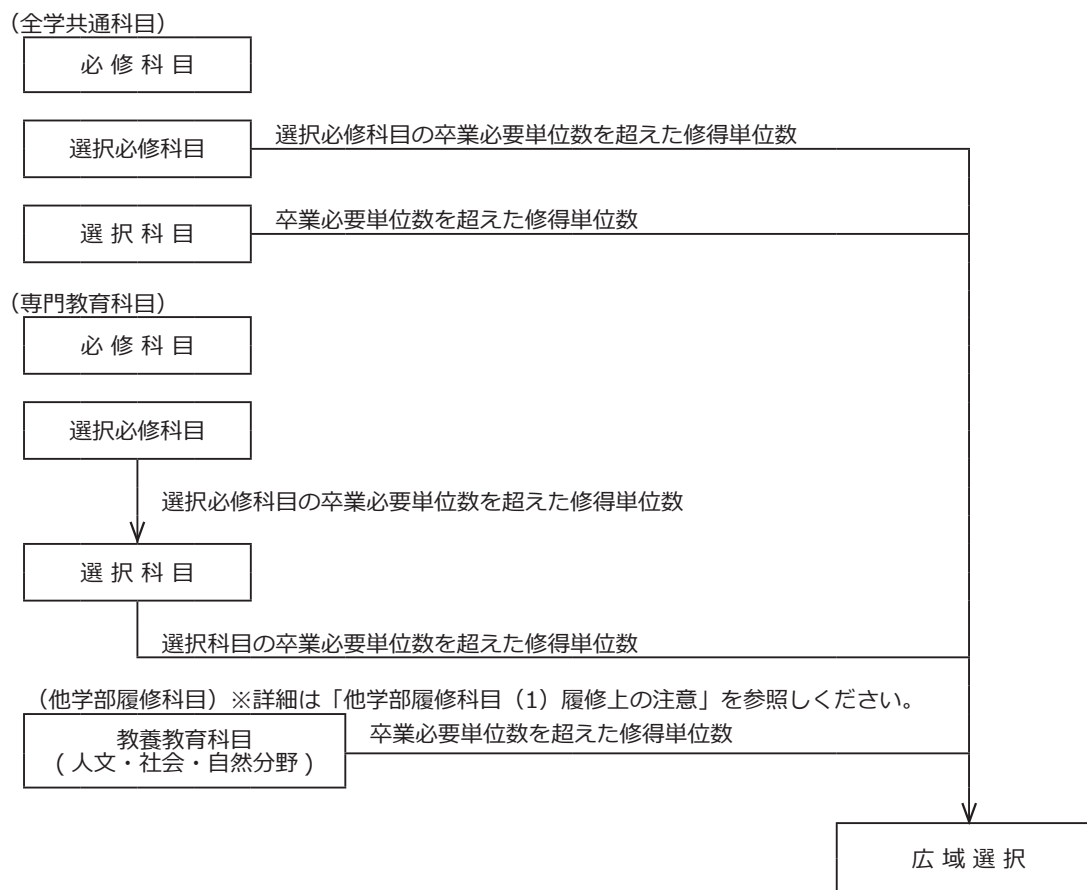 （全学共通科目）
必 修 科 目
選択必修科目
選択必修科目の卒業必要単位数を超えた修得単位数
選 択 科 目
卒業必要単位数を超えた修得単位数
（専門教育科目）
必 修 科 目
選択必修科目
選択必修科目の卒業必要単位数を超えた修得単位数
選 択 科 目
選択科目の卒業必要単位数を超えた修得単位数
（他学部履修科目）※詳細は「他学部履修科目（1）履修上の注意」を参照しください。
教養教育科目
( 人文・社会・自然分野 )
卒業必要単位数を超えた修得単位数
広 域 選 択